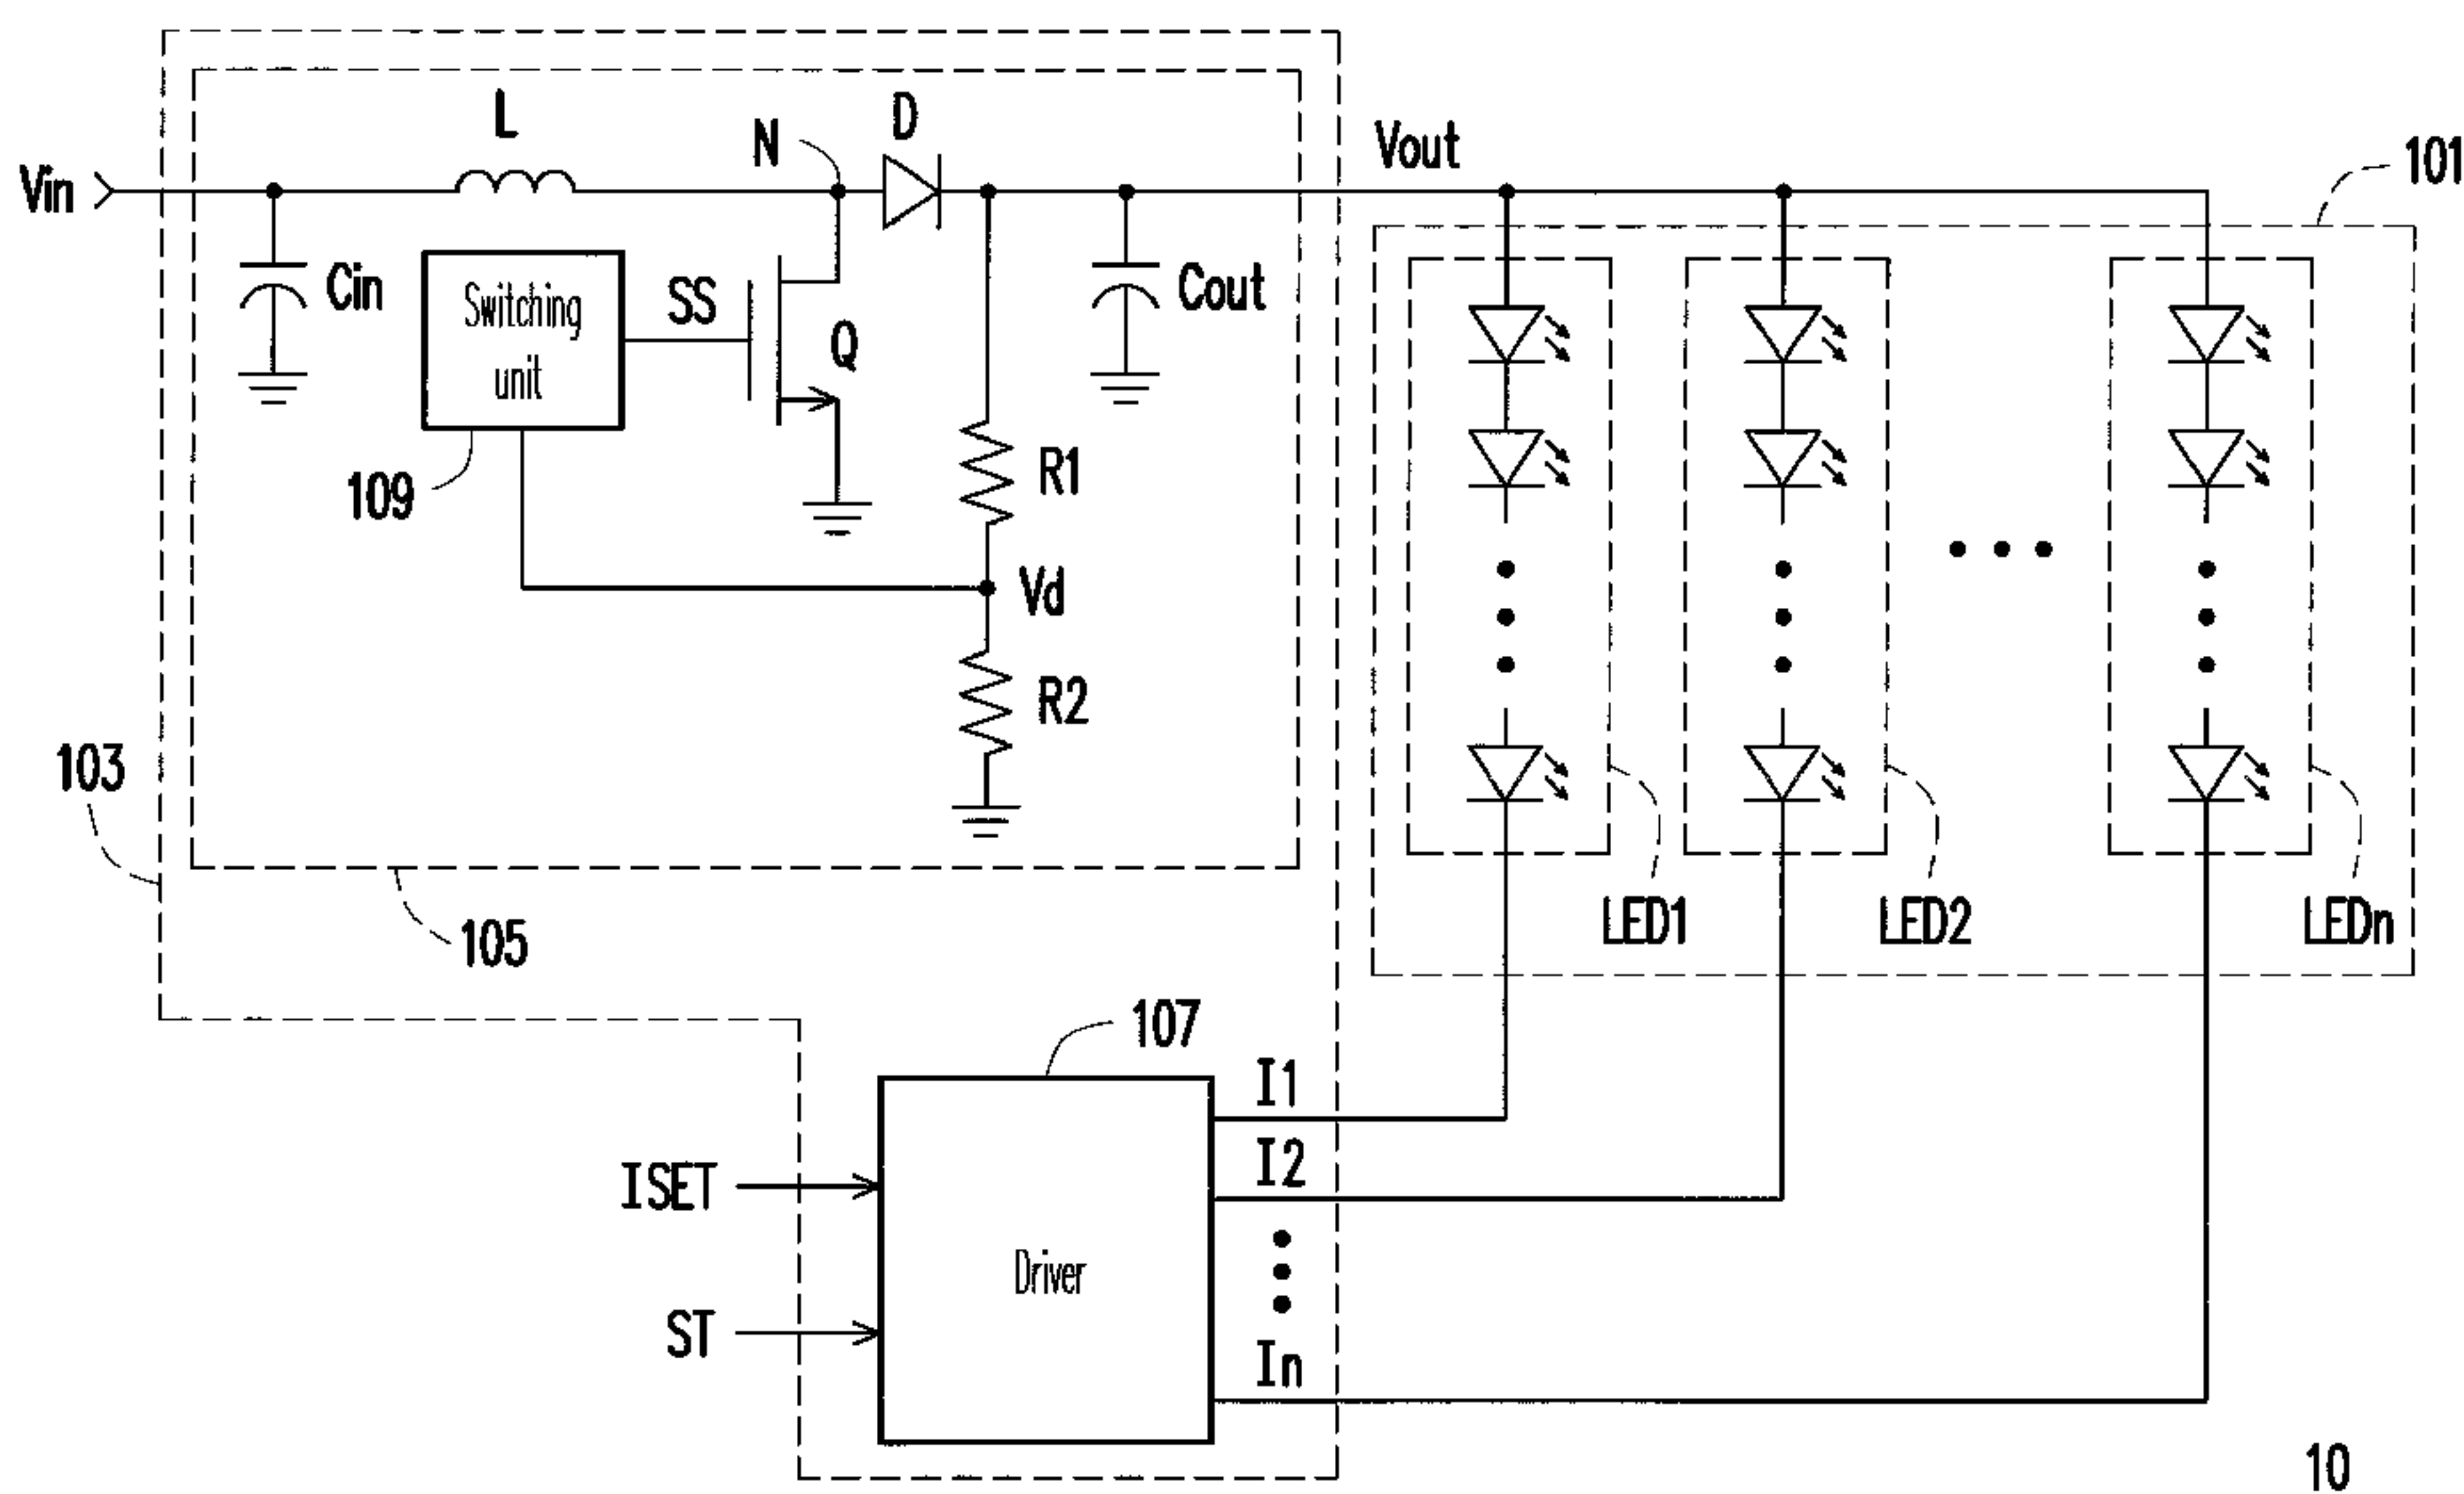 L
N
D
Vout
101
Vin
Cin
Switching
unit
SS
Q
Cout
109
R1
Vd
R2
103
105
LED1
LED2
LEDn
107
I1
I2
ISET
Driver
ST
In
10